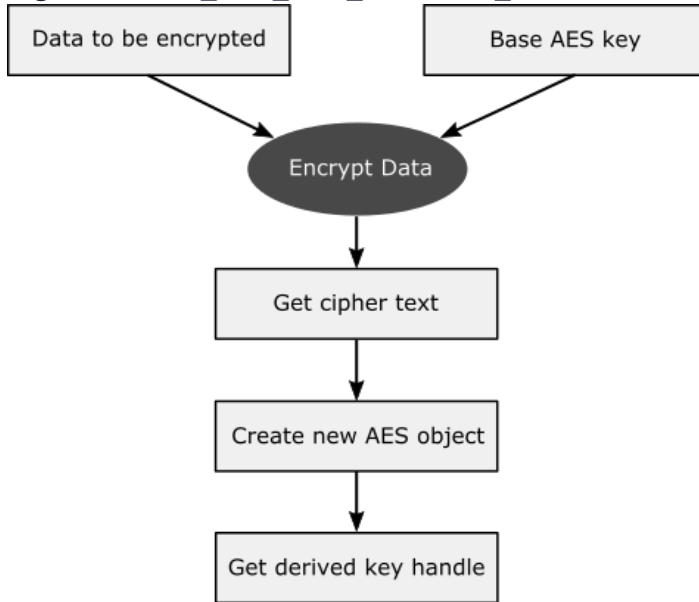 Data to be encrypted
Base AES key
Encrypt Data
Get cipher text
Create new AES object
Get derived key handle